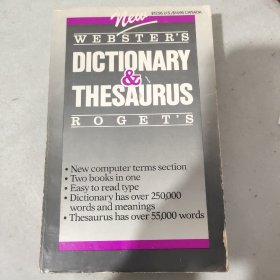 New
WEBSTER'S
DICTIONARY
& THESAURUS
ROGET'S
• New computer terms section
• Two books in one
• Easy to read type
• Dictionary has over 250,000
words and meanings
• Thesaurus has over 55,000 words